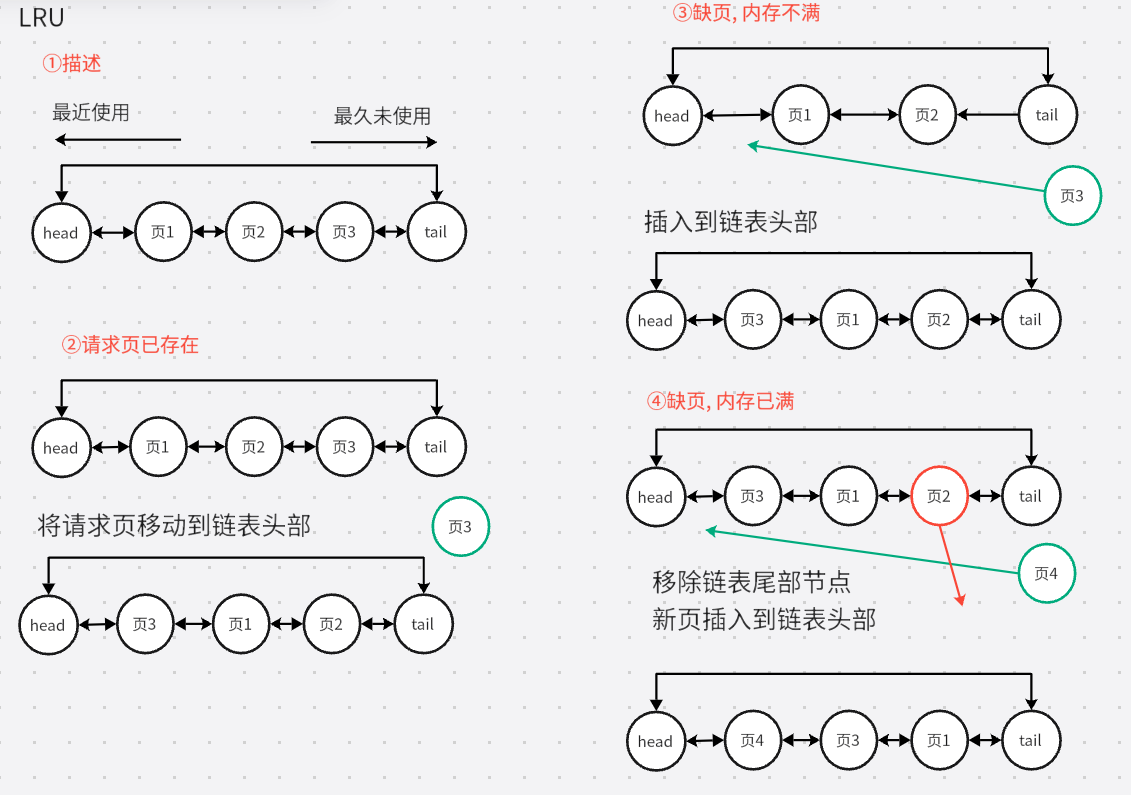 LRU
①描述
最近使用
最久未使用
head
页1
页2
页3
tail
②请求页已存在
head
页1
页2
页3
tail
将请求页移动到链表头部
页3
head
页3
页1
页2
tail
③缺页, 内存不满
head
页1
页2
tail
页3
插入到链表头部
head
页3
页1
页2
tail
④缺页, 内存已满
head
页3
页1
页2
tail
页4
移除链表尾部节点
新页插入到链表头部
head
页4
页3
页1
tail